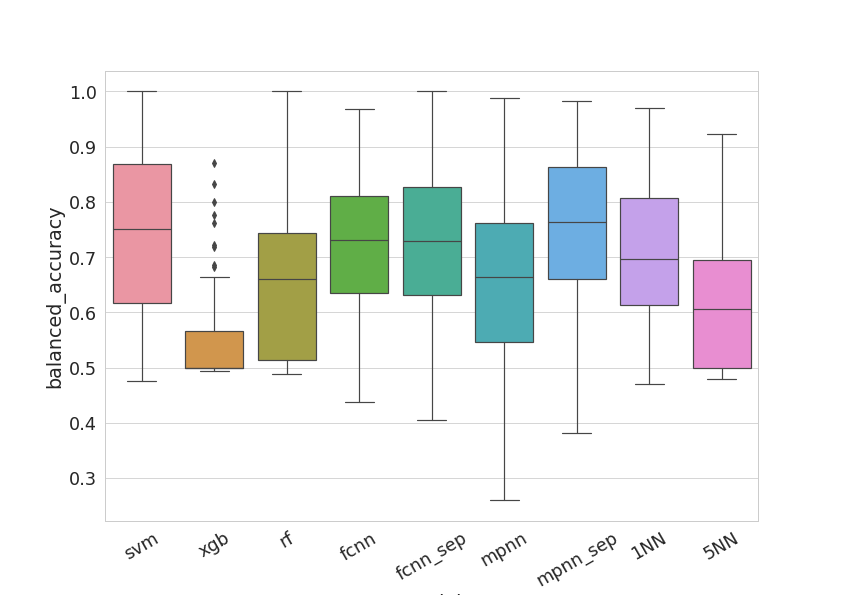 balanced_accuracy
1.0
0.9
0.8
0.7
0.6
0.5
0.4
0.3
svm
xgb
rf
fcnn
fcnn_sep
mpnn
mpnn_sep
1NN
5NN